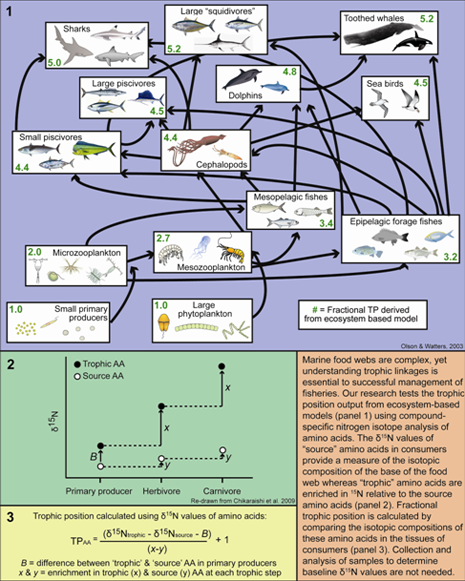 1
Sharks
5.0
Large "squidivores"
5.2
Toothed whales
5.2
Large piscivores
4.5
Dolphins
4.8
Sea birds
4.5
Small piscivores
4.4
4.4
Cephalopods
Mesopelagic fishes
3.4
Epipelagic forage fishes
3.2
2.0
Microzooplankton
2.7
Mesozooplankton
1.0
Small primary
producers
1.0
Large
phytoplankton
# = Fractional TP derived
from ecosystem based model
Olson & Watters, 2003
2
Trophic AA
Source AA
δ15N
B
x
y
x
y
Primary producer
Herbivore
Carnivore
Re-drawn from Chikaraishi et al. 2009
3
Trophic position calculated using δ15N values of amino acids:
TPAA = (δ15Ntrophic - δ15Nsource - B) / (x-y) + 1
B = difference between 'trophic' & 'source' AA in primary producers
x & y = enrichment in trophic (x) & source (y) AA at each trophic step
Marine food webs are complex, yet
understanding trophic linkages is
essential to successful management of
fisheries. Our research tests the trophic
position output from ecosystem-based
models (panel 1) using compound-
specific nitrogen isotope analysis of
amino acids. The δ15N values of
"source" amino acids in consumers
provide a measure of the isotopic
composition of the base of the food
web whereas "trophic" amino acids are
enriched in 15N relative to the source
amino acids (panel 2). Fractional
trophic position is calculated by
comparing the isotopic compositions of
these amino acids in the tissues of
consumers (panel 3). Collection and
analysis of samples to determine
baseline δ15N values are not needed.